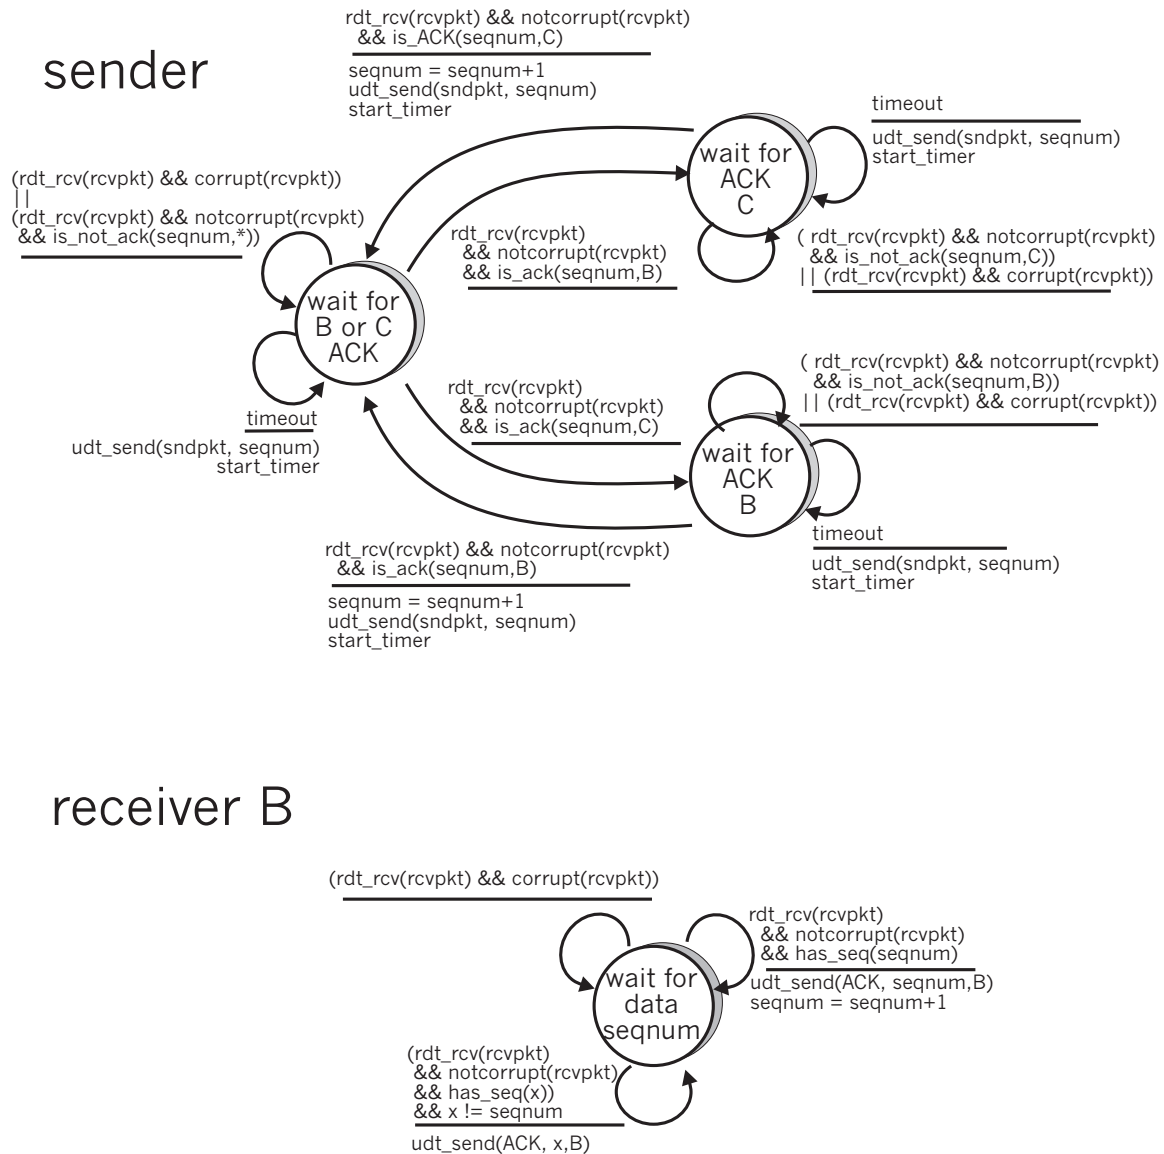 sender
rdt_rcv(rcvpkt) && notcorrupt(rcvpkt)
&& is_ACK(seqnum,C)
seqnum = seqnum+1
udt_send(sndpkt, seqnum)
start_timer
wait for
ACK
C
timeout
udt_send(sndpkt, seqnum)
start_timer
(rdt_rcv(rcvpkt) && corrupt(rcvpkt))
||
(rdt_rcv(rcvpkt) && notcorrupt(rcvpkt)
&& is_not_ack(seqnum,*))
rdt_rcv(rcvpkt)
&& notcorrupt(rcvpkt)
&& is_ack(seqnum,B)
( rdt_rcv(rcvpkt) && notcorrupt(rcvpkt)
&& is_not_ack(seqnum,C))
|| (rdt_rcv(rcvpkt) && corrupt(rcvpkt))
wait for
B or C
ACK
timeout
udt_send(sndpkt, seqnum)
start_timer
rdt_rcv(rcvpkt)
&& notcorrupt(rcvpkt)
&& is_ack(seqnum,C)
( rdt_rcv(rcvpkt) && notcorrupt(rcvpkt)
&& is_not_ack(seqnum,B))
|| (rdt_rcv(rcvpkt) && corrupt(rcvpkt))
wait for
ACK
B
timeout
udt_send(sndpkt, seqnum)
start_timer
rdt_rcv(rcvpkt) && notcorrupt(rcvpkt)
&& is_ack(seqnum,B)
seqnum = seqnum+1
udt_send(sndpkt, seqnum)
start_timer
receiver B
(rdt_rcv(rcvpkt) && corrupt(rcvpkt))
rdt_rcv(rcvpkt)
&& notcorrupt(rcvpkt)
&& has_seq(seqnum)
udt_send(ACK, seqnum,B)
seqnum = seqnum+1
wait for
data
seqnum
(rdt_rcv(rcvpkt)
&& notcorrupt(rcvpkt)
&& has_seq(x))
&& x != seqnum
udt_send(ACK, x,B)